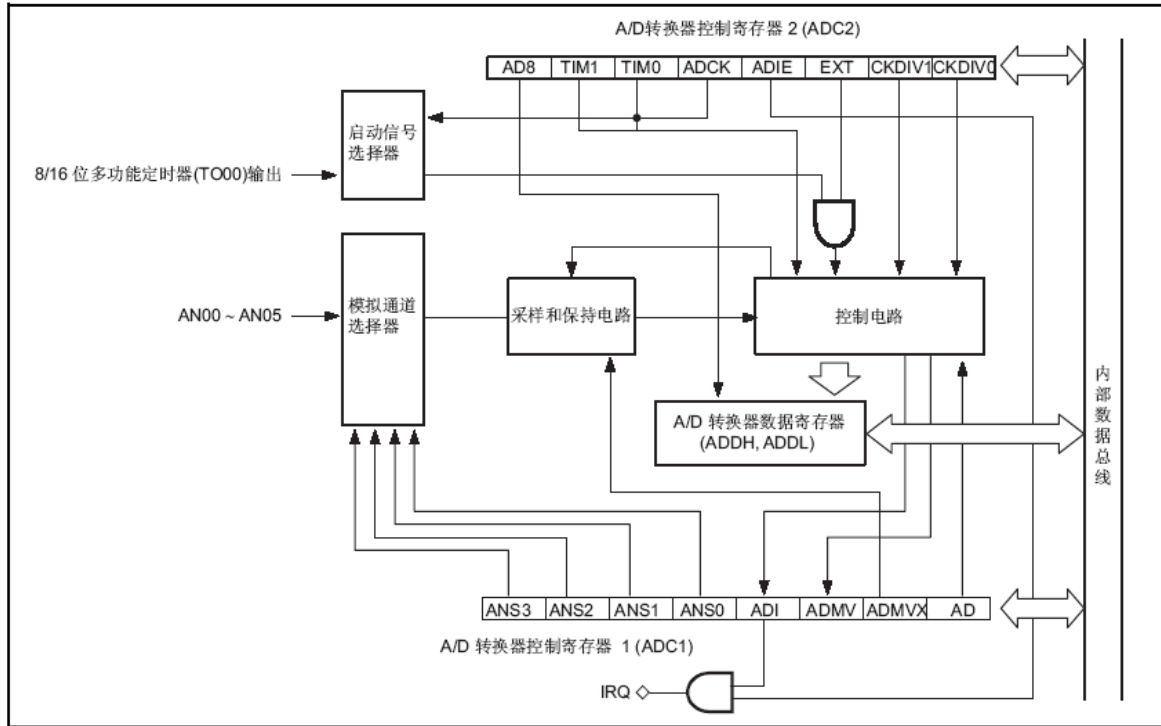 A/D转换器控制寄存器 2 (ADC2)
AD8 TIM1 TIM0 ADCK ADIE EXT CKDIV1 CKDIV0
启动信号
选择器
8/16 位多功能定时器(TO00)输出
模拟通道
选择器
AN00 ~ AN05
采样和保持电路
控制电路
A/D 转换器数据寄存器
(ADDH, ADDL)
内部数据总线
ANS3 ANS2 ANS1 ANS0 ADI ADMV ADMVX AD
A/D 转换器控制寄存器 1 (ADC1)
IRQ